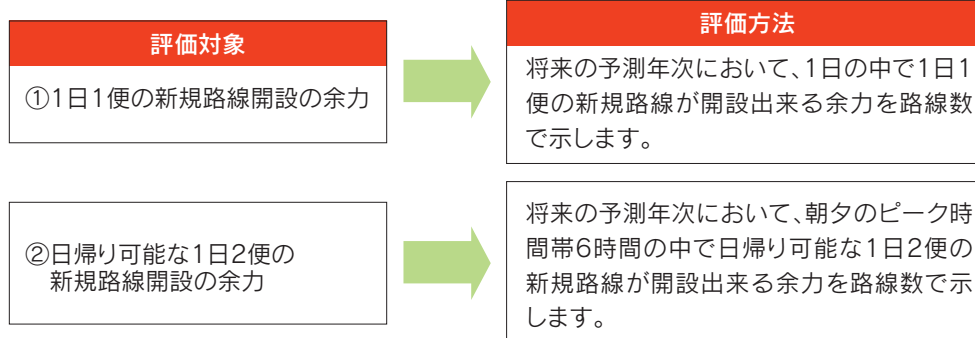 評価対象
①1日1便の新規路線開設の余力
評価方法
将来の予測年次において、1日の中で1日1
便の新規路線が開設出来る余力を路線数
で示します。
②日帰り可能な1日2便の
新規路線開設の余力
将来の予測年次において、朝夕のピーク時
間帯6時間の中で日帰り可能な1日2便の
新規路線が開設出来る余力を路線数で示
します。